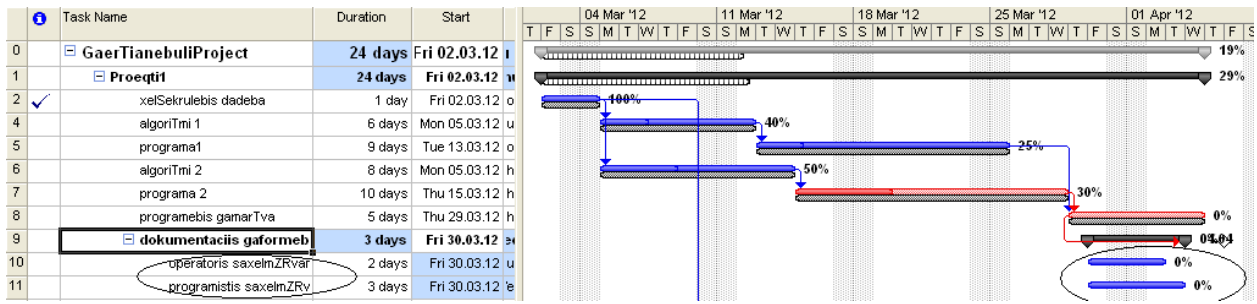 Task Name Duration Start 04 Mar '12 11 Mar '12 18 Mar '12 25 Mar '12 01 Apr '12
T F S S M T W T F S S M T W T F S S M T W T F S S M T W T F S S M T W T F S
0 GaerTianebuliProject 24 days Fri 02.03.12 19%
1 Proeqti1 24 days Fri 02.03.12 29%
2 xelSekrulebis dadeba 1 day Fri 02.03.12 100%
4 algoriTmi 1 6 days Mon 05.03.12 40%
5 programa1 9 days Tue 13.03.12 25%
6 algoriTmi 2 8 days Mon 05.03.12 50%
7 programa 2 10 days Thu 15.03.12 30%
8 programebis gamarTva 5 days Thu 29.03.12 0%
9 dokumentaciis gaformeb 3 days Fri 30.03.12
10 operatoris saxelmZRvar 2 days Fri 30.03.12 0%
11 programistis saxelmZRv 3 days Fri 30.03.12 0%